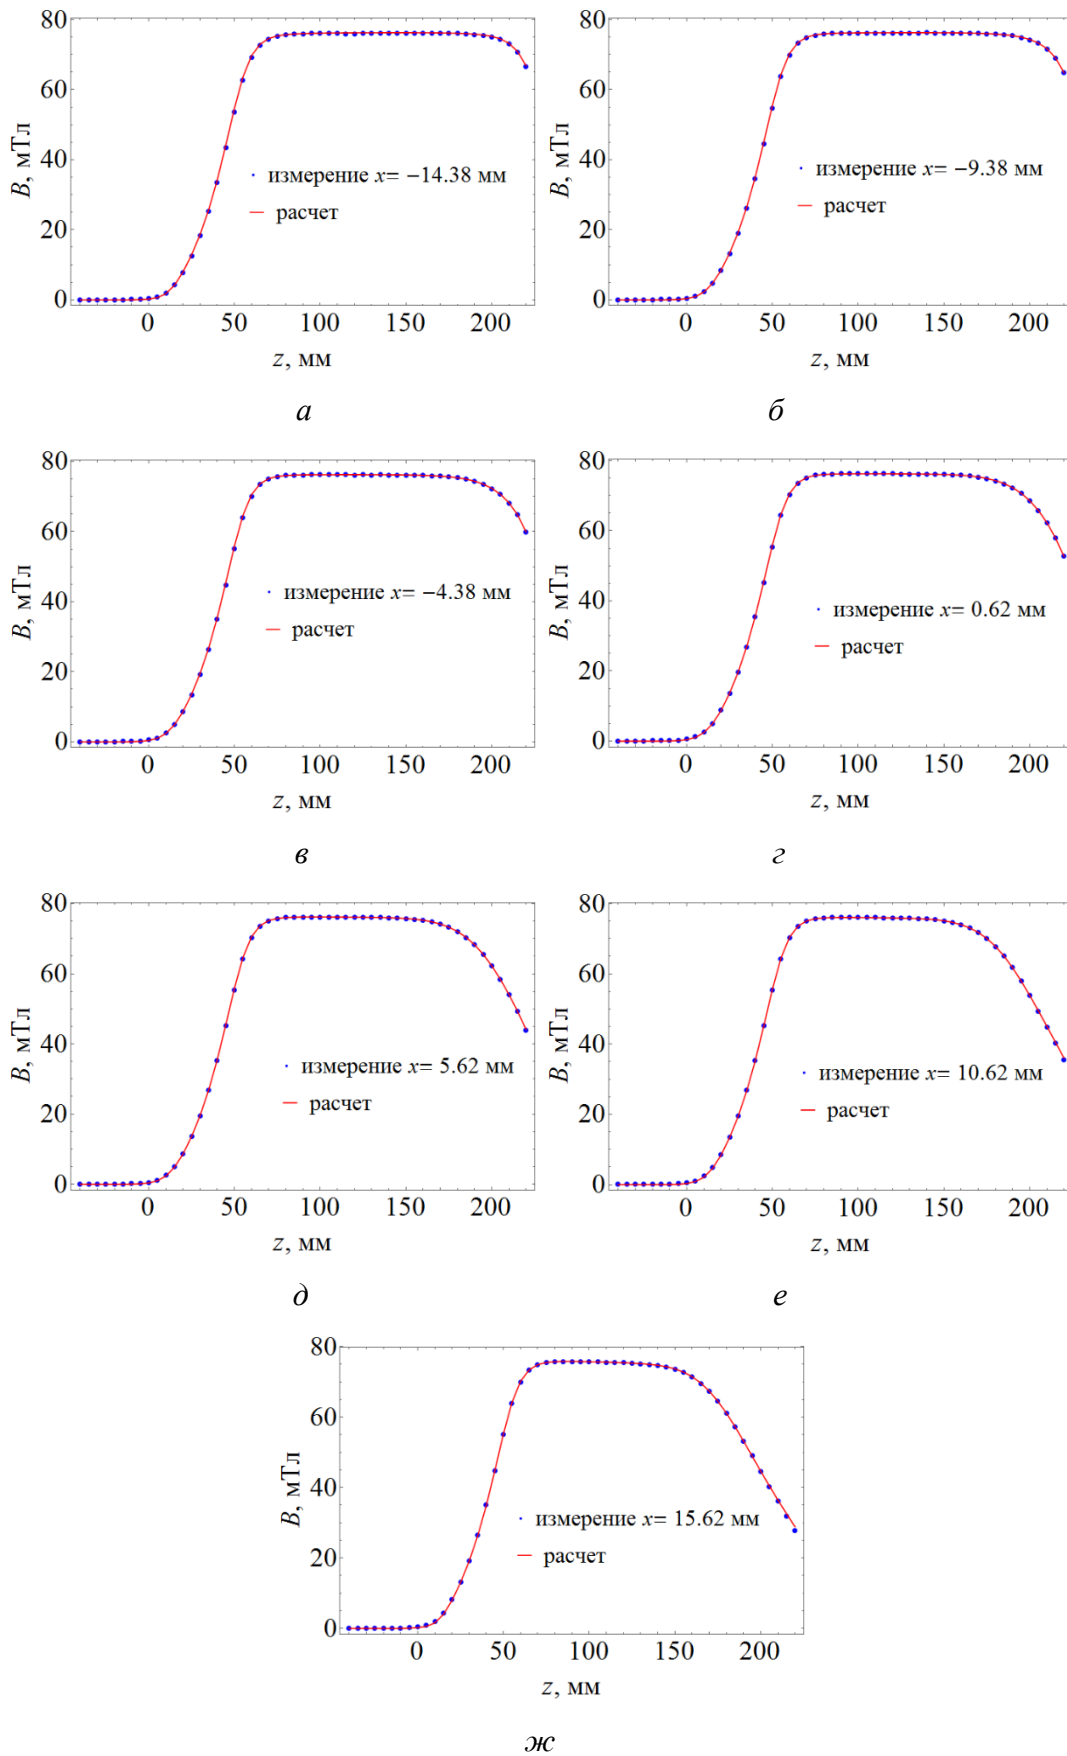 80
60
40
20
0
B, мТл
измерение x= −14.38 мм
расчет
0 50 100 150 200
z, мм
а
80
60
40
20
0
B, мТл
измерение x= −9.38 мм
расчет
0 50 100 150 200
z, мм
б
80
60
40
20
0
B, мТл
измерение x= −4.38 мм
расчет
0 50 100 150 200
z, мм
в
80
60
40
20
0
B, мТл
измерение x= 0.62 мм
расчет
0 50 100 150 200
z, мм
г
80
60
40
20
0
B, мТл
измерение x= 5.62 мм
расчет
0 50 100 150 200
z, мм
д
80
60
40
20
0
B, мТл
измерение x= 10.62 мм
расчет
0 50 100 150 200
z, мм
е
80
60
40
20
0
B, мТл
измерение x= 15.62 мм
расчет
0 50 100 150 200
z, мм
ж